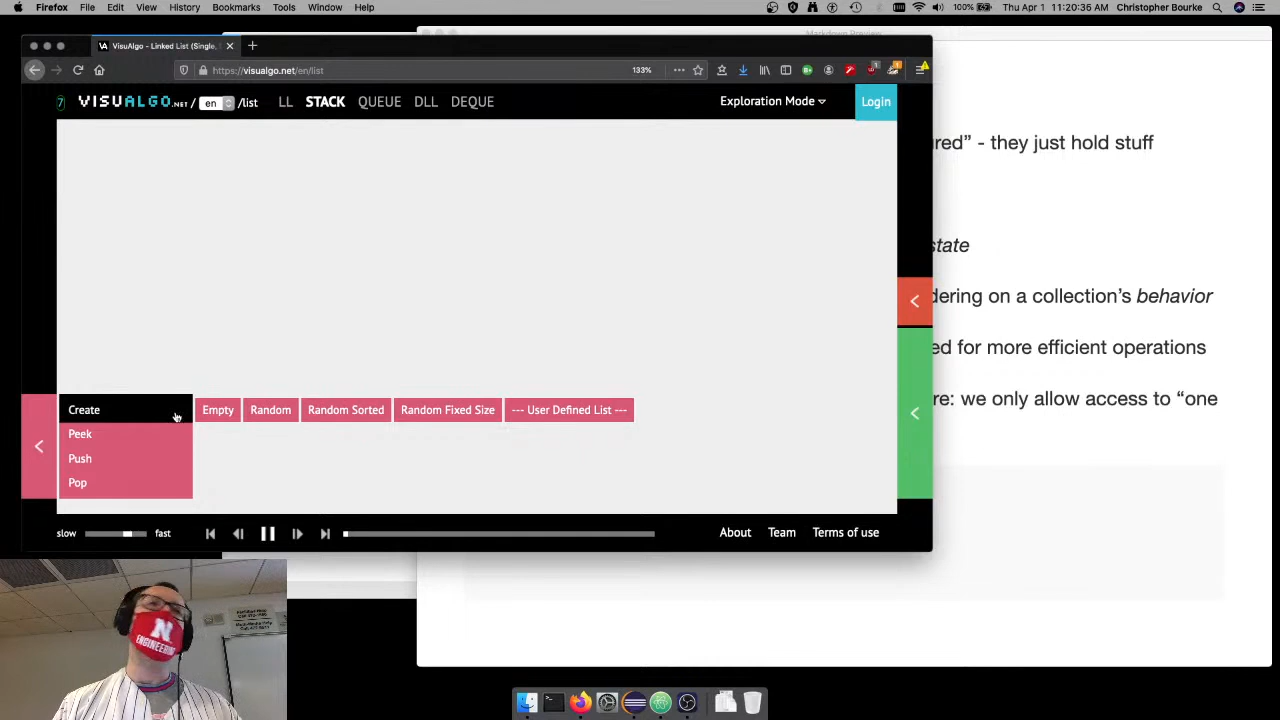 Firefox File Edit View History Bookmarks Tools Window Help 100% Thu Apr 1 11:20:36 AM Christopher Bourke
Markdown Preview
VisuAlgo - Linked List (Single,
https://visualgo.net/en/list 133%
7 VISUALGO.NET / en /list LL STACK QUEUE DLL DEQUE Exploration Mode Login
red” - they just hold stuff
state
dering on a collection’s behavior
ed for more efficient operations
re: we only allow access to “one
Create Empty Random Random Sorted Random Fixed Size --- User Defined List ---
Peek
Push
Pop
slow fast About Team Terms of use
N
ENGINEERING